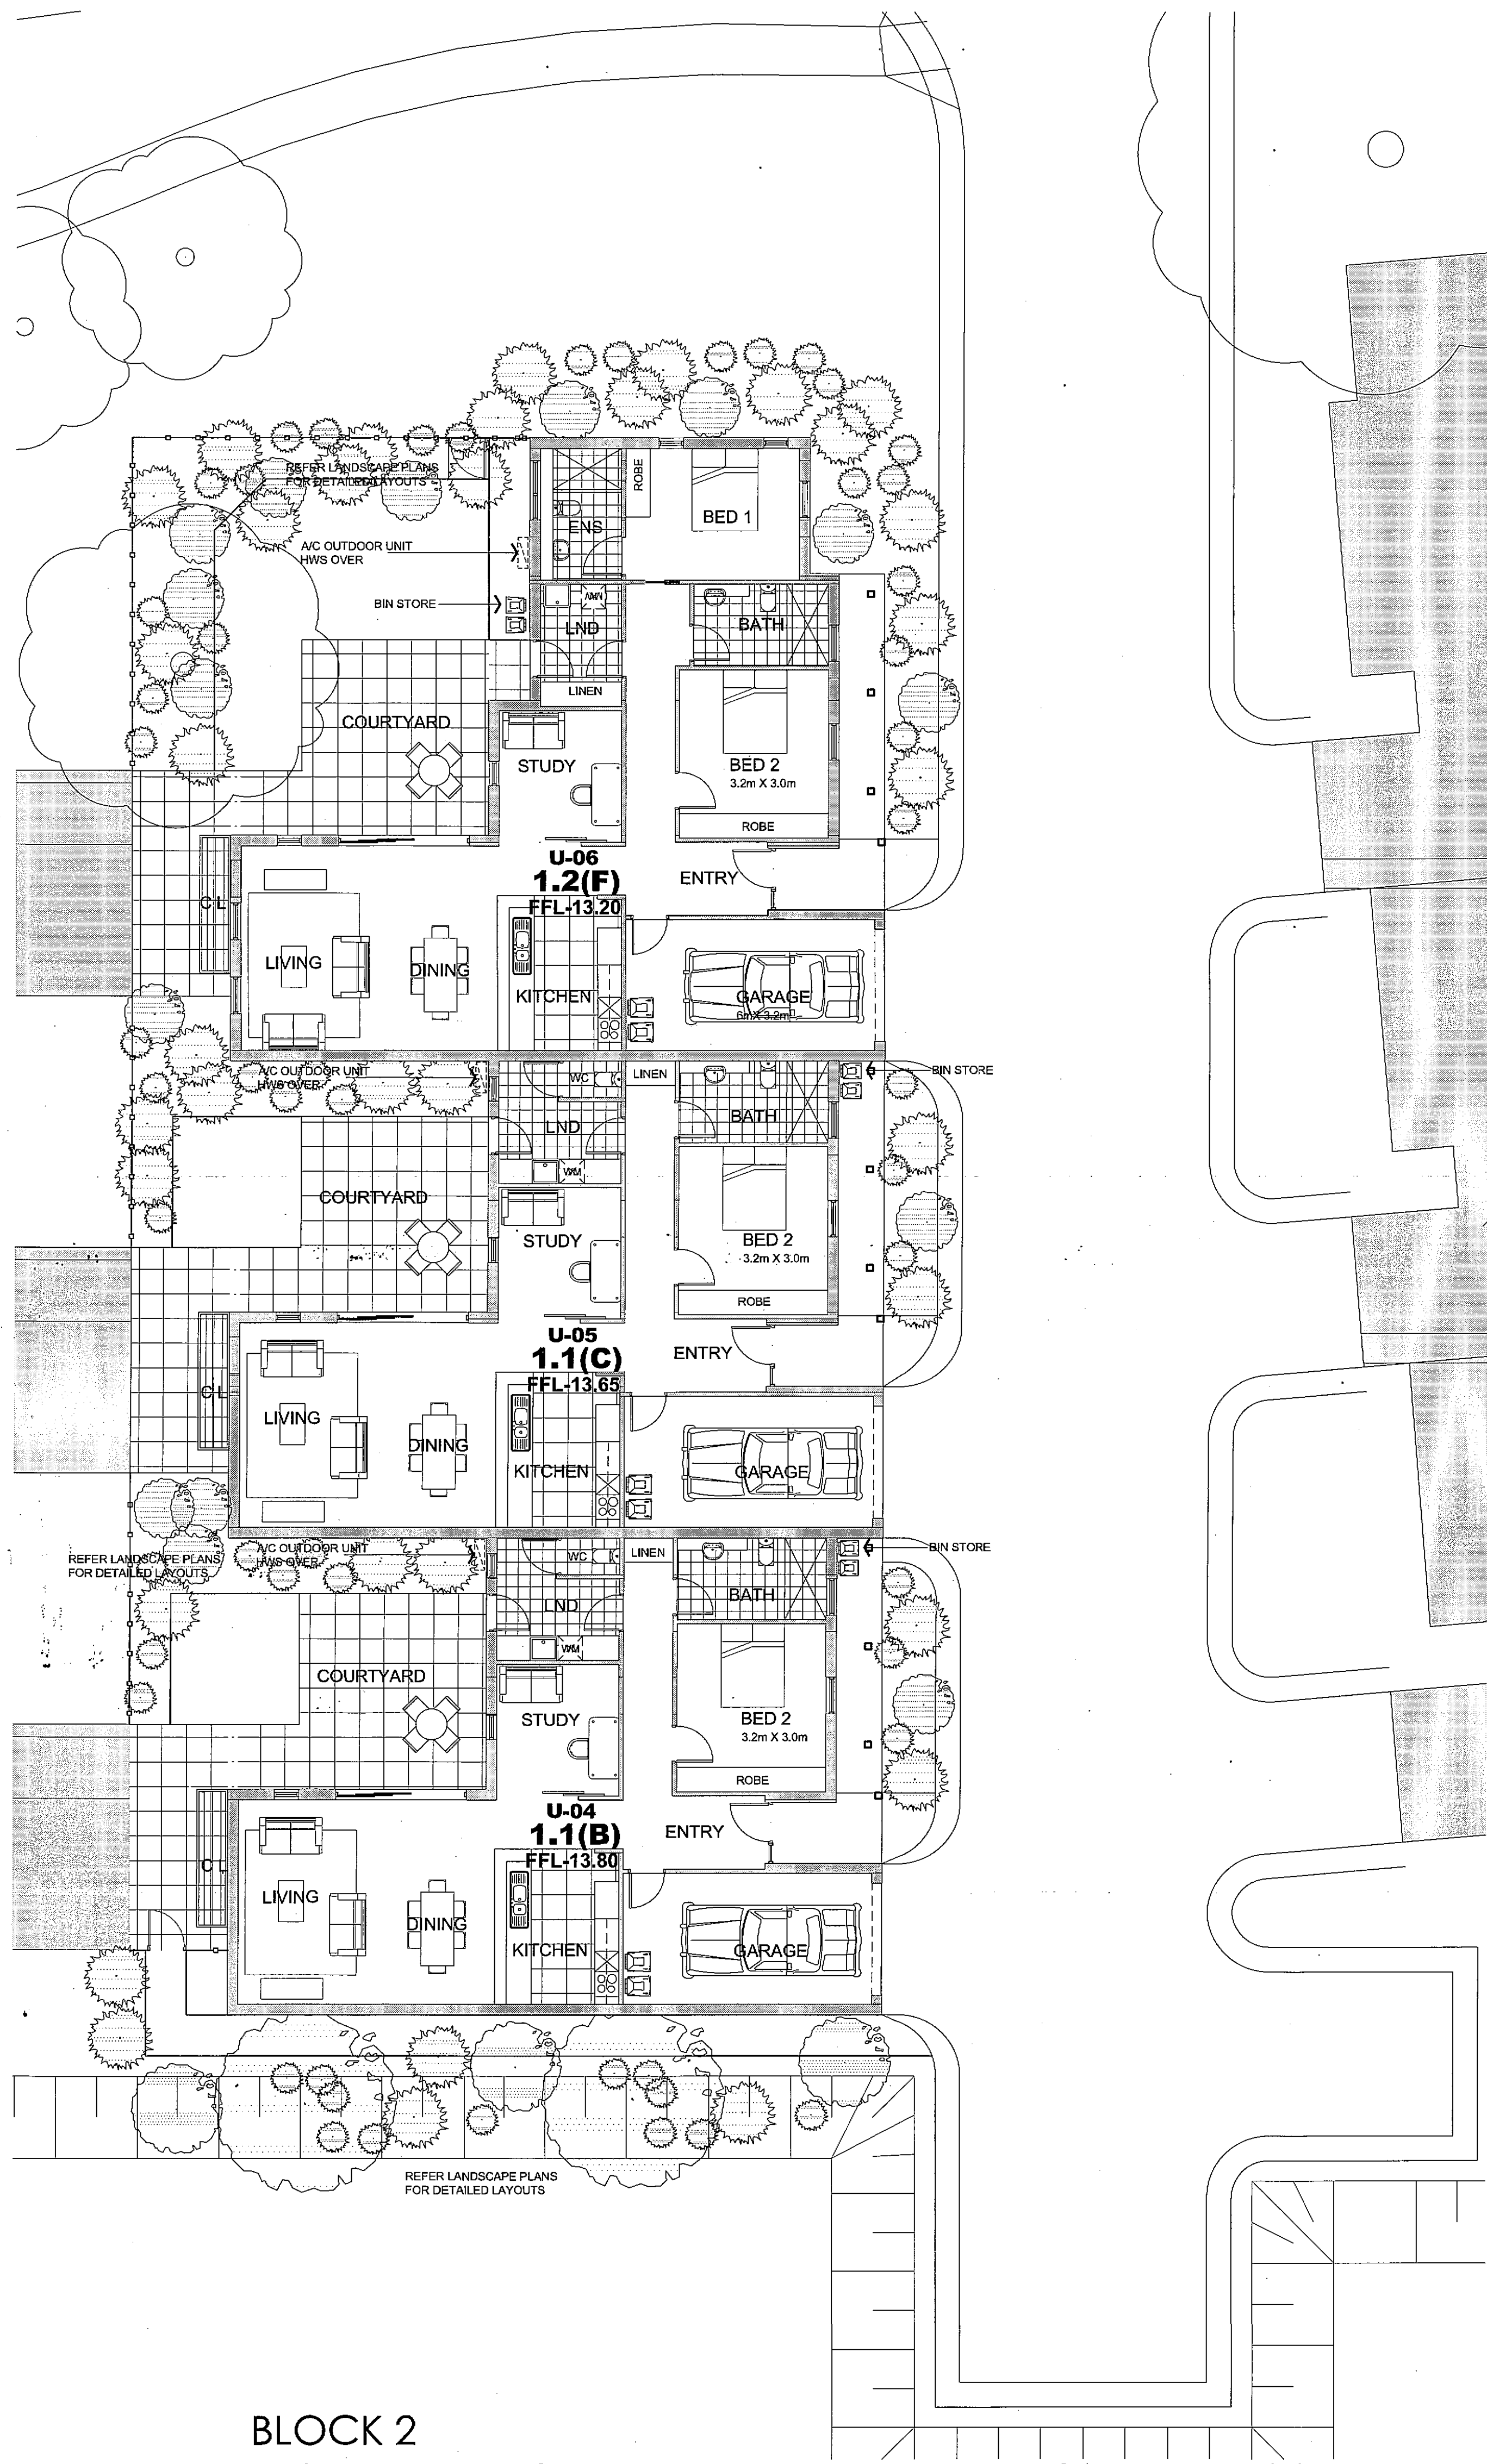 REFER LANDSCAPE PLANS
FOR DETAILED LAYOUTS
ROBE
BED 1
ENS
A/C OUTDOOR UNIT
HWS OVER
BIN STORE
WM
LND
BATH
LINEN
COURTYARD
STUDY
BED 2
3.2m X 3.0m
ROBE
U-06
1.2(F)
FFL-13.20
ENTRY
CL
LIVING
DINING
KITCHEN
GARAGE
6mX 3.2m
A/C OUTDOOR UNIT
HWS OVER
WC
LINEN
BIN STORE
BATH
LND
WM
COURTYARD
STUDY
BED 2
3.2m X 3.0m
ROBE
U-05
1.1(C)
FFL-13.65
ENTRY
CL
LIVING
DINING
KITCHEN
GARAGE
A/C OUTDOOR UNIT
HWS OVER
WC
LINEN
BIN STORE
REFER LANDSCAPE PLANS
FOR DETAILED LAYOUTS
BATH
LND
WM
COURTYARD
STUDY
BED 2
3.2m X 3.0m
ROBE
U-04
1.1(B)
FFL-13.80
ENTRY
CL
LIVING
DINING
KITCHEN
GARAGE
REFER LANDSCAPE PLANS
FOR DETAILED LAYOUTS
BLOCK 2